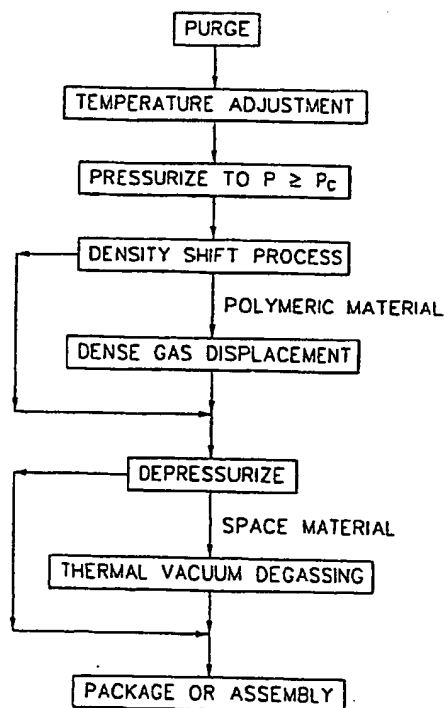 PURGE
TEMPERATURE ADJUSTMENT
PRESSURIZE TO P ≥ Pc
DENSITY SHIFT PROCESS
POLYMERIC MATERIAL
DENSE GAS DISPLACEMENT
DEPRESSURIZE
SPACE MATERIAL
THERMAL VACUUM DEGASSING
PACKAGE OR ASSEMBLY